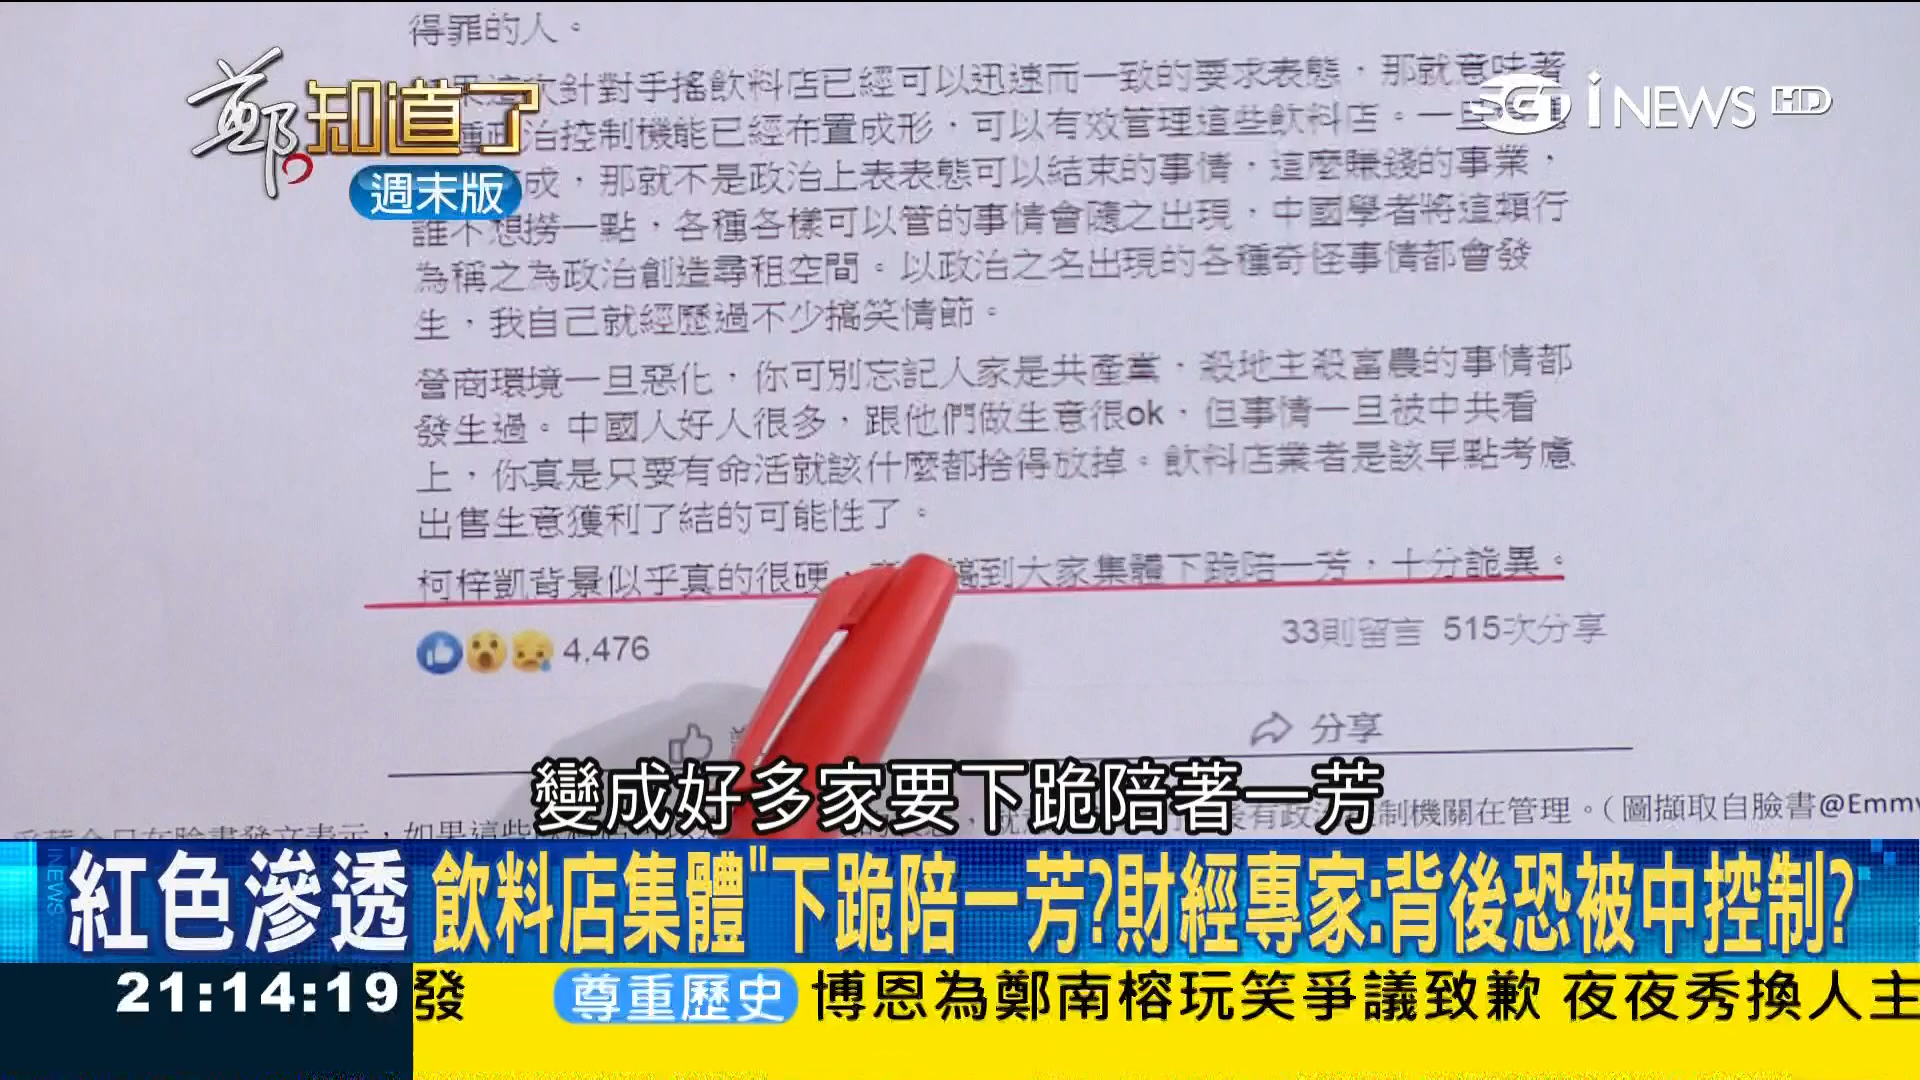 得罪的人。
鄭知道了
週末版
SET iNEWS HD
果這次針對手搖飲料店已經可以迅速而一致的要求表態，那就意味著
種政治控制機能已經布置成形，可以有效管理這些飲料店。一旦
成，那就不是政治上表表態可以結束的事情，這麼賺錢的事業，
誰不想撈一點，各種各樣可以管的事情會隨之出現，中國學者將這類行
為稱之為政治創造尋租空間。以政治之名出現的各種奇怪事情都會發
生，我自己就經歷過不少搞笑情節。
營商環境一旦惡化，你可別忘記人家是共產黨，殺地主殺富農的事情都
發生過。中國人好人很多，跟他們做生意很ok，但事情一旦被中共看
上，你真是只要有命活就該什麼都捨得放掉。飲料店業者是該早點考慮
出售生意獲利了結的可能性了。
柯梓凱背景似乎真的很硬，搞到大家集體下跪陪一芳，十分詭異。
4,476
33則留言 515次分享
分享
變成好多家要下跪陪著一芳
有政 制機關在管理。（圖擷取自臉書@Emmy
紅色滲透 飲料店集體"下跪陪一芳?財經專家:背後恐被中控制?
iNEWS
21:14:19 發 尊重歷史 博恩為鄭南榕玩笑爭議致歉 夜夜秀換人主